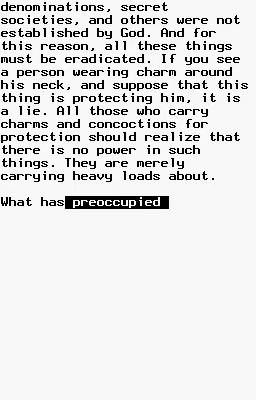 denominations, secret
societies, and others were not
established by God. And for
this reason, all these things
must be eradicated. If you see
a person wearing charm around
his neck, and suppose that this
thing is protecting him, it is
a lie. All those who carry
charms and concoctions for
protection should realize that
there is no power in such
things. They are merely
carrying heavy loads about.

What has preoccupied